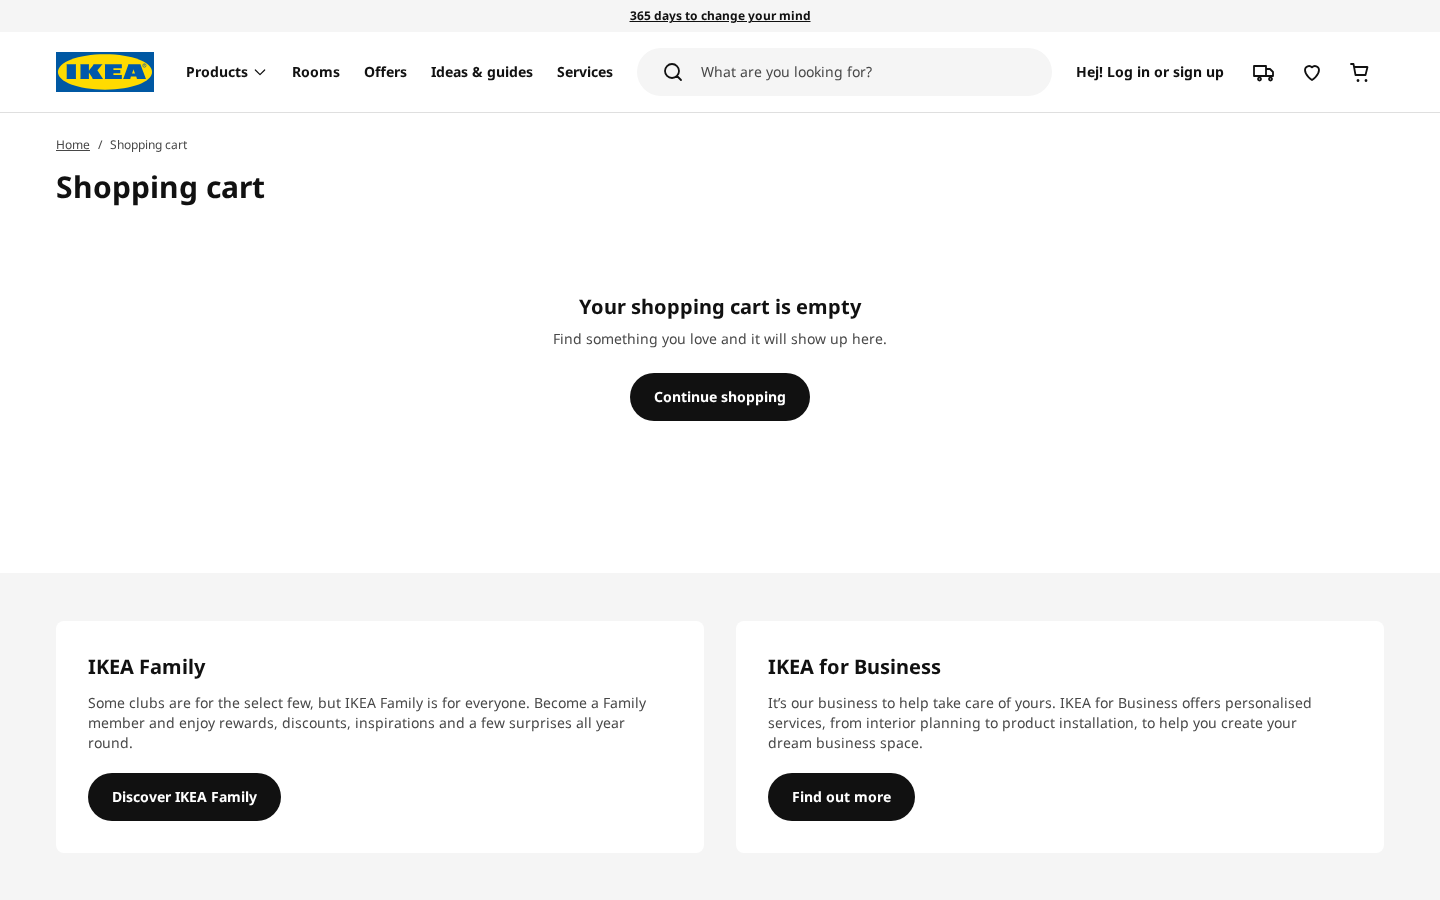 365 days to change your mind
IKEA
Products
Rooms
Offers
Ideas & guides
Services
What are you looking for?
Hej! Log in or sign up
Home / Shopping cart
Shopping cart
Your shopping cart is empty
Find something you love and it will show up here.
Continue shopping
IKEA Family
Some clubs are for the select few, but IKEA Family is for everyone. Become a Family
member and enjoy rewards, discounts, inspirations and a few surprises all year
round.
Discover IKEA Family
IKEA for Business
It’s our business to help take care of yours. IKEA for Business offers personalised
services, from interior planning to product installation, to help you create your
dream business space.
Find out more